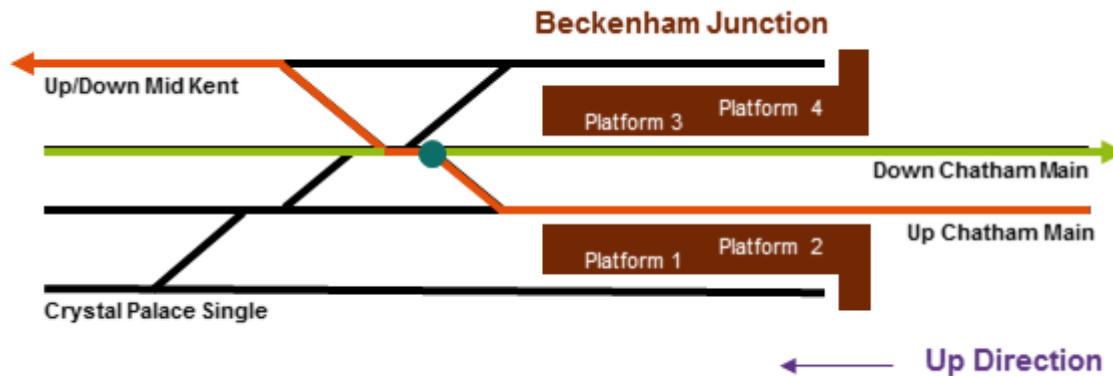 Beckenham Junction
Up/Down Mid Kent
Platform 4
Platform 3
Down Chatham Main
Up Chatham Main
Platform 2
Platform 1
Crystal Palace Single
Up Direction